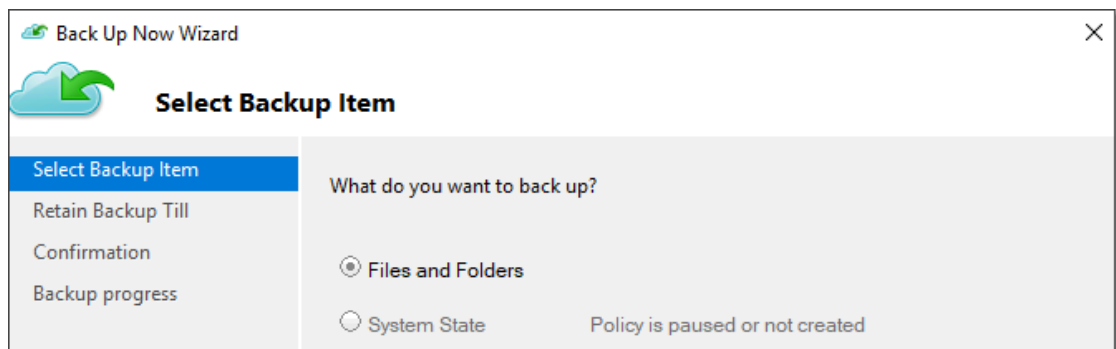 Back Up Now Wizard
Select Backup Item
Select Backup Item
Retain Backup Till
Confirmation
Backup progress
What do you want to back up?
Files and Folders
System State Policy is paused or not created